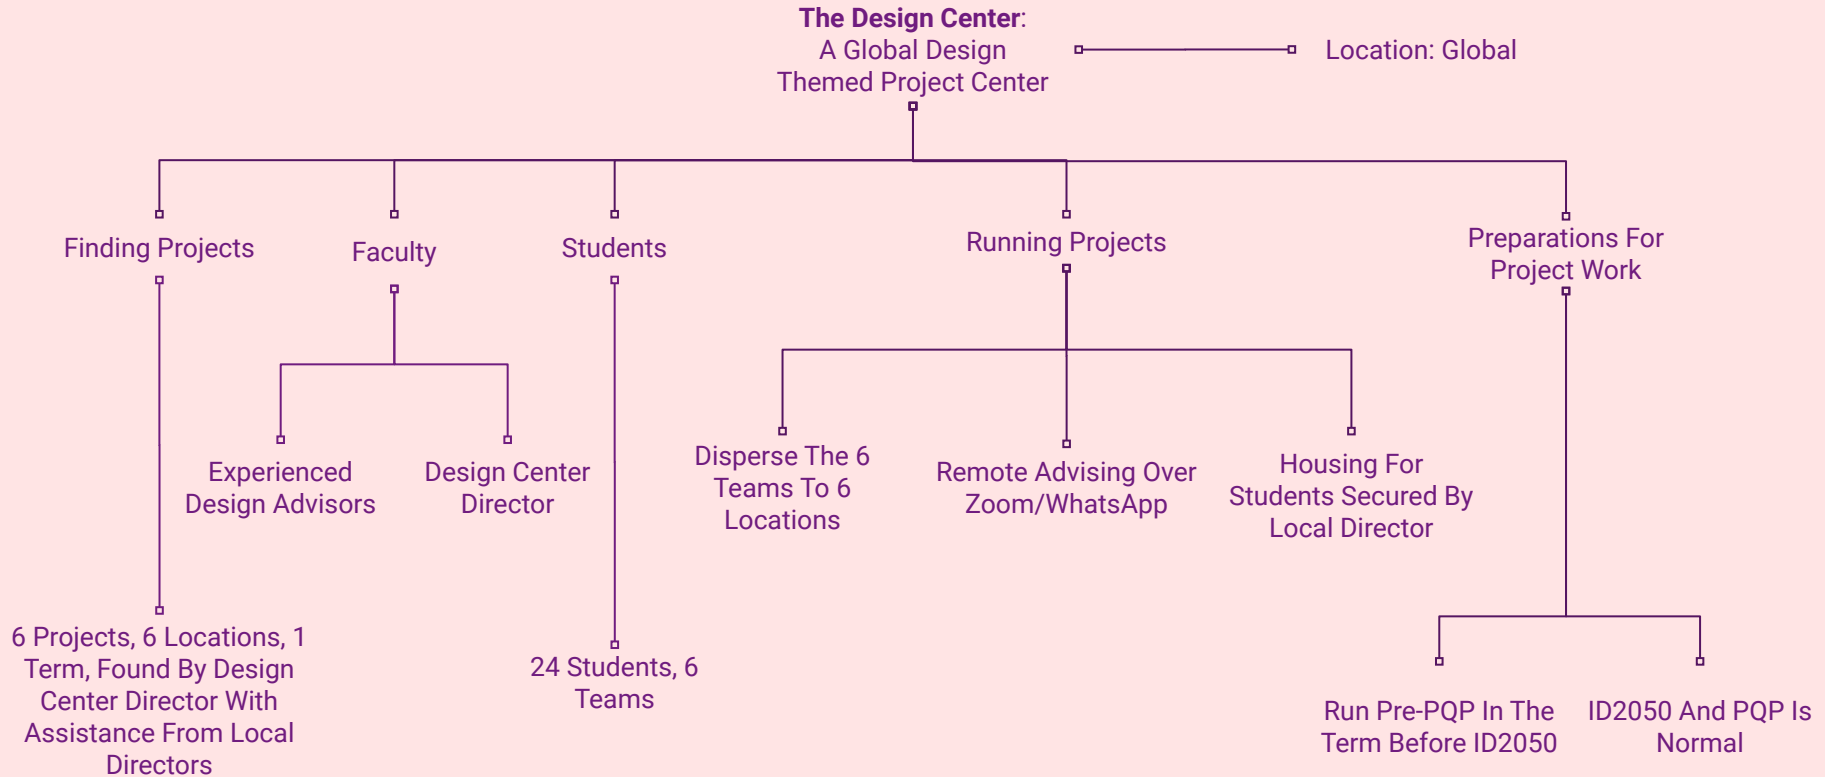 The Design Center:
A Global Design
Themed Project Center
Location: Global
Finding Projects
Faculty
Students
Running Projects
Preparations For
Project Work
Experienced
Design Advisors
Design Center
Director
Disperse The 6
Teams To 6
Locations
Remote Advising Over
Zoom/WhatsApp
Housing For
Students Secured By
Local Director
6 Projects, 6 Locations, 1
Term, Found By Design
Center Director With
Assistance From Local
Directors
24 Students, 6
Teams
Run Pre-PQP In The
Term Before ID2050
ID2050 And PQP Is
Normal